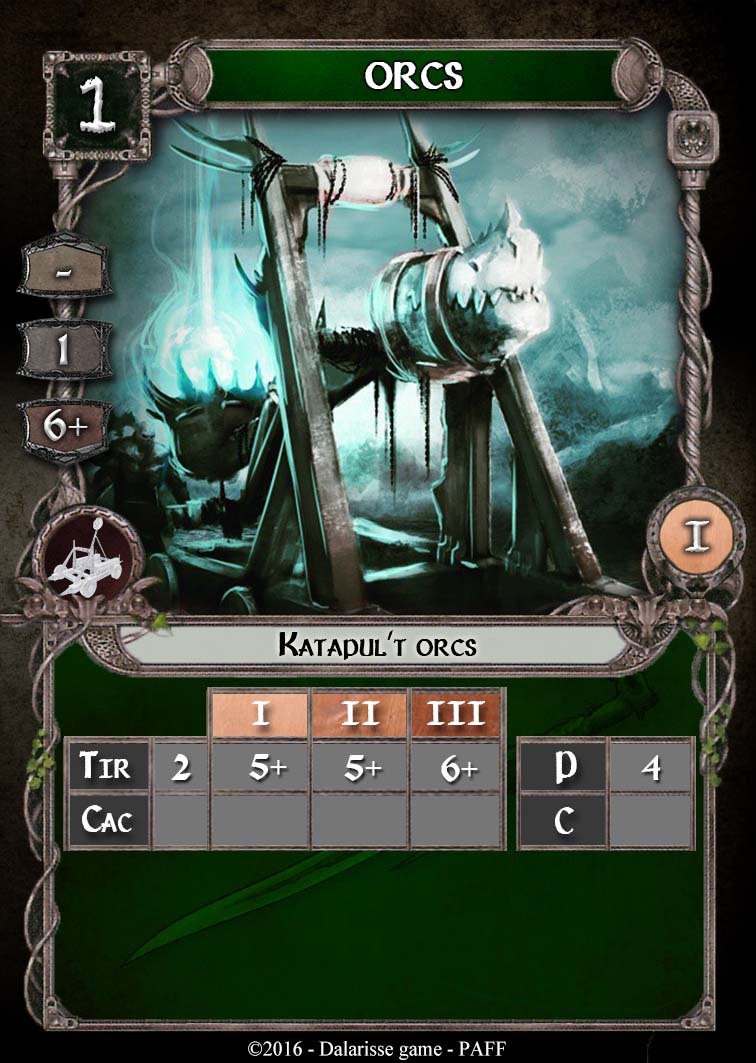 ORCS
1
-
1
6+
I
KATAPUL'T ORCS
I II III
TIR 2 5+ 5+ 6+ P 4
CAC C
©2016 - Dalarisse game - PAFF